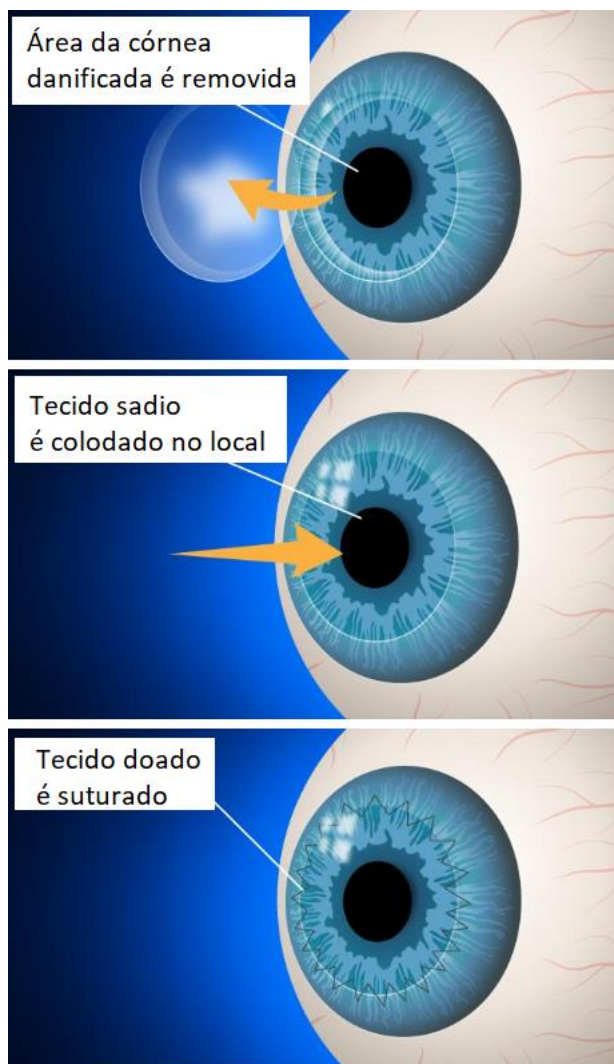 Área da córnea
danificada é removida
Tecido sadio
é colodado no local
Tecido doado
é suturado